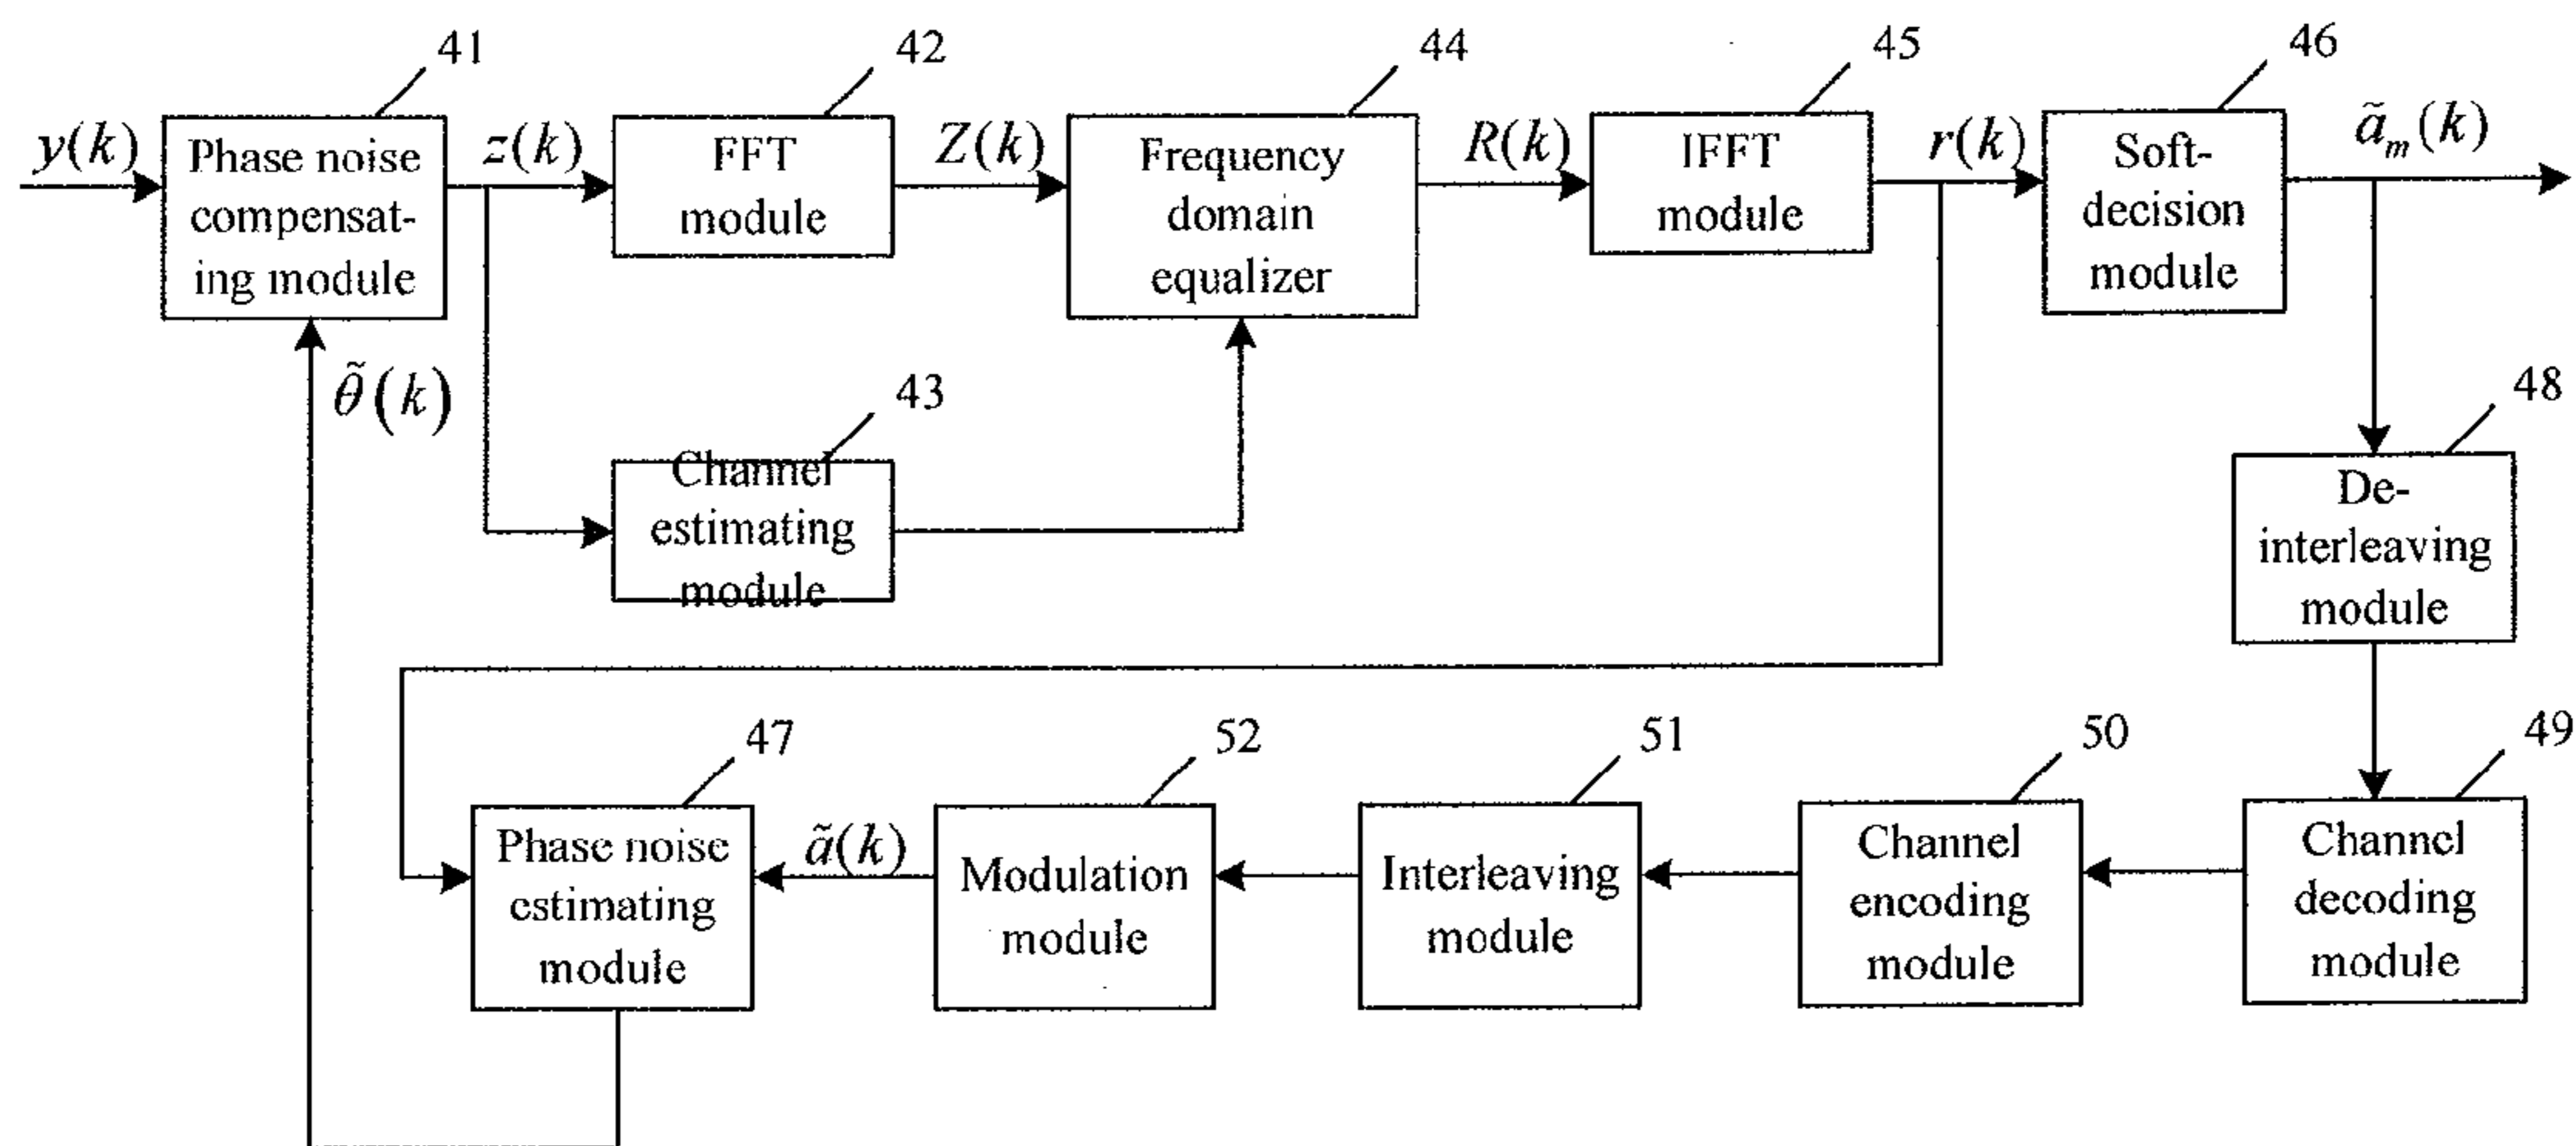 41
42
44
45
46
y(k)
Phase noise
compensat-
ing module
z(k)
FFT
module
Z(k)
Frequency
domain
equalizer
R(k)
IFFT
module
r(k)
Soft-
decision
module
ãₘ(k)
θ̃(k)
43
Channel
estimating
module
48
De-
interleaving
module
47
52
51
50
49
Phase noise
estimating
module
ã(k)
Modulation
module
Interleaving
module
Channel
encoding
module
Channel
decoding
module